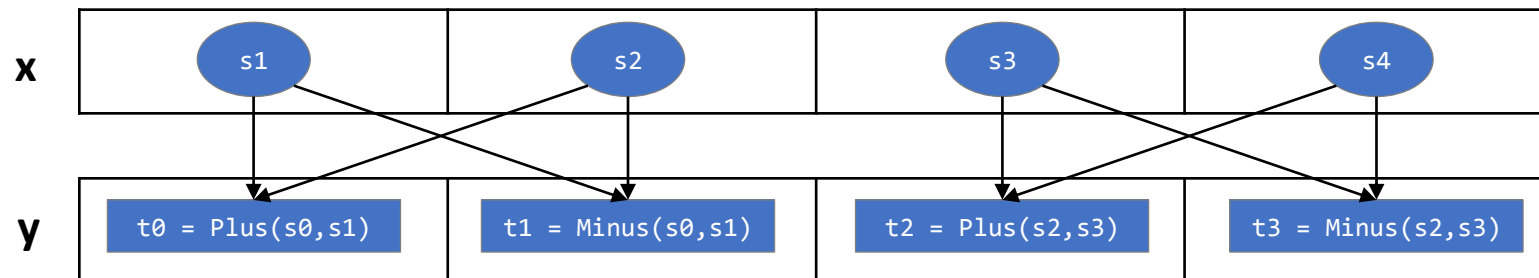 x s1 s2 s3 s4
y t0 = Plus(s0,s1) t1 = Minus(s0,s1) t2 = Plus(s2,s3) t3 = Minus(s2,s3)